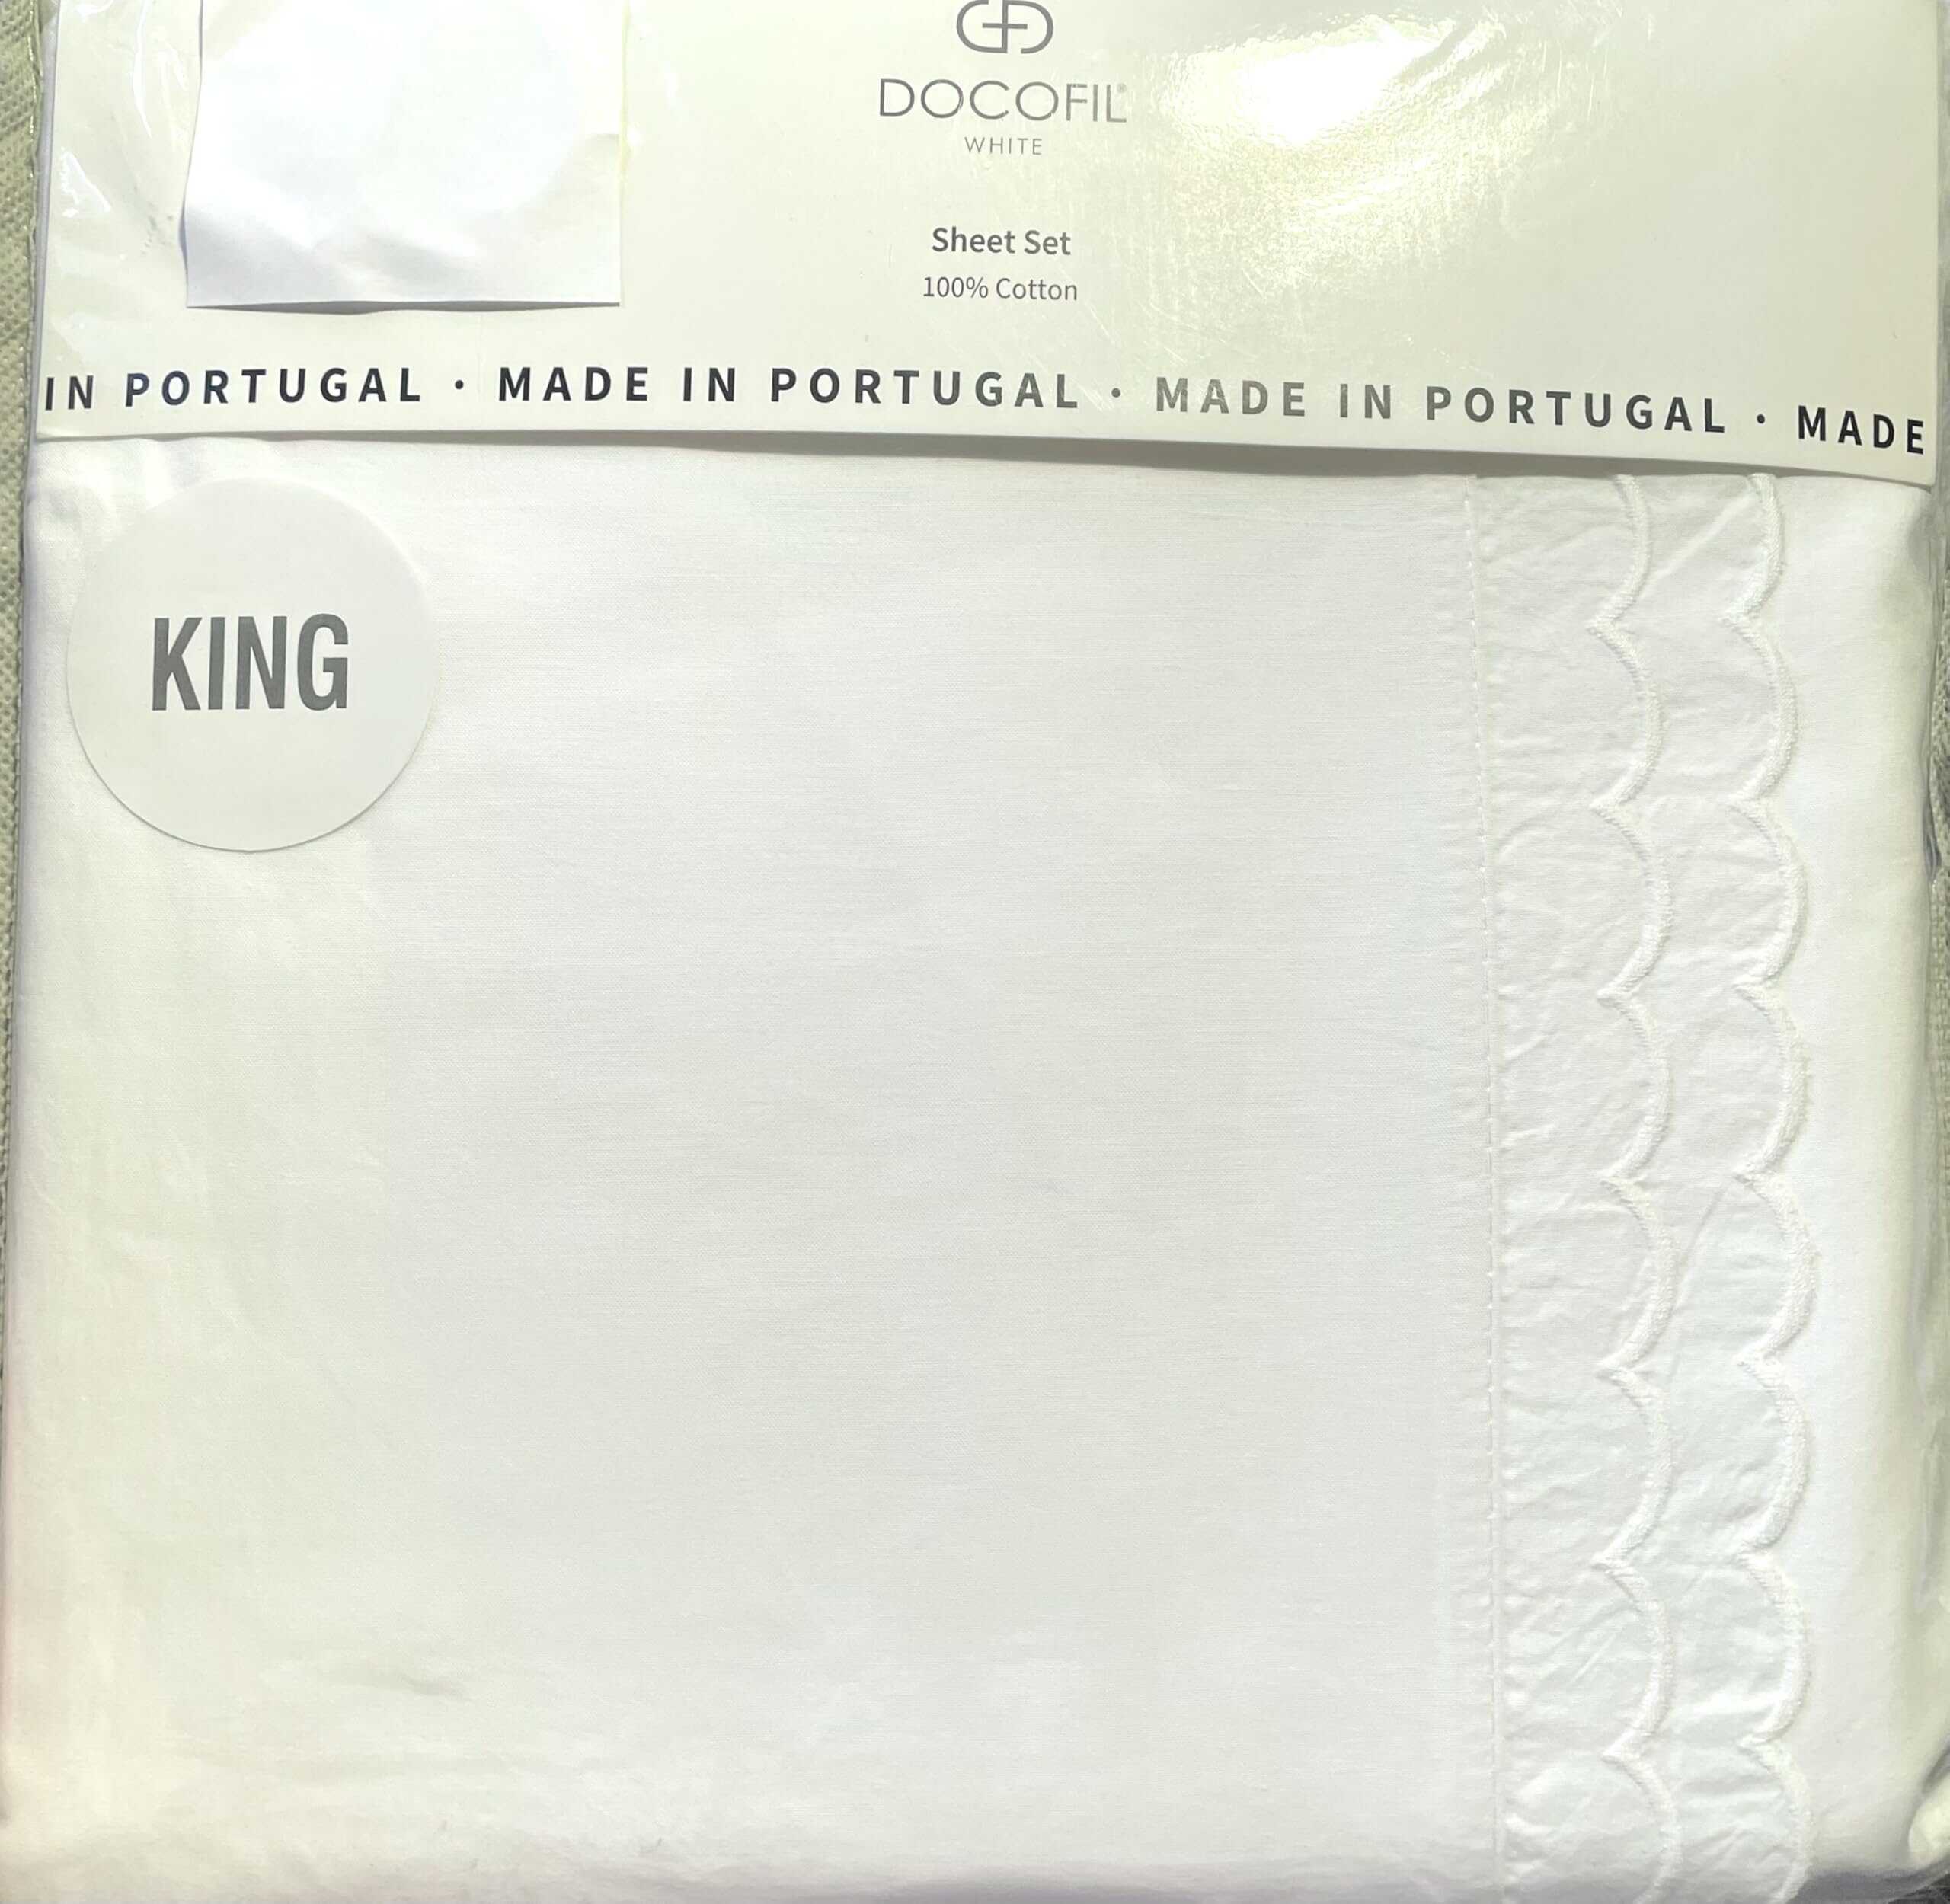 DOCOFIL®
WHITE
Sheet Set
100% Cotton
IN PORTUGAL · MADE IN PORTUGAL · MADE IN PORTUGAL · MADE
KING